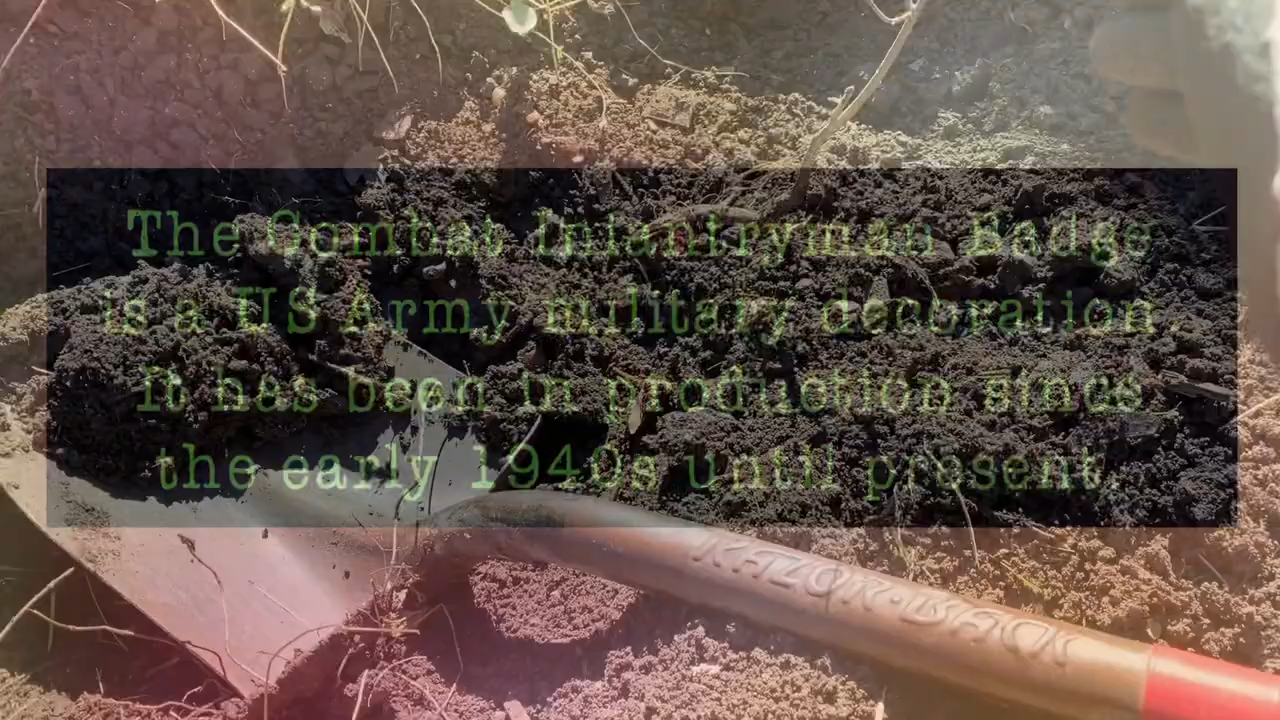 The Combat Infantryman Badge
is a US Army military decoration
It has been in production since
the early 1940s until present.
RAZOR-BACK